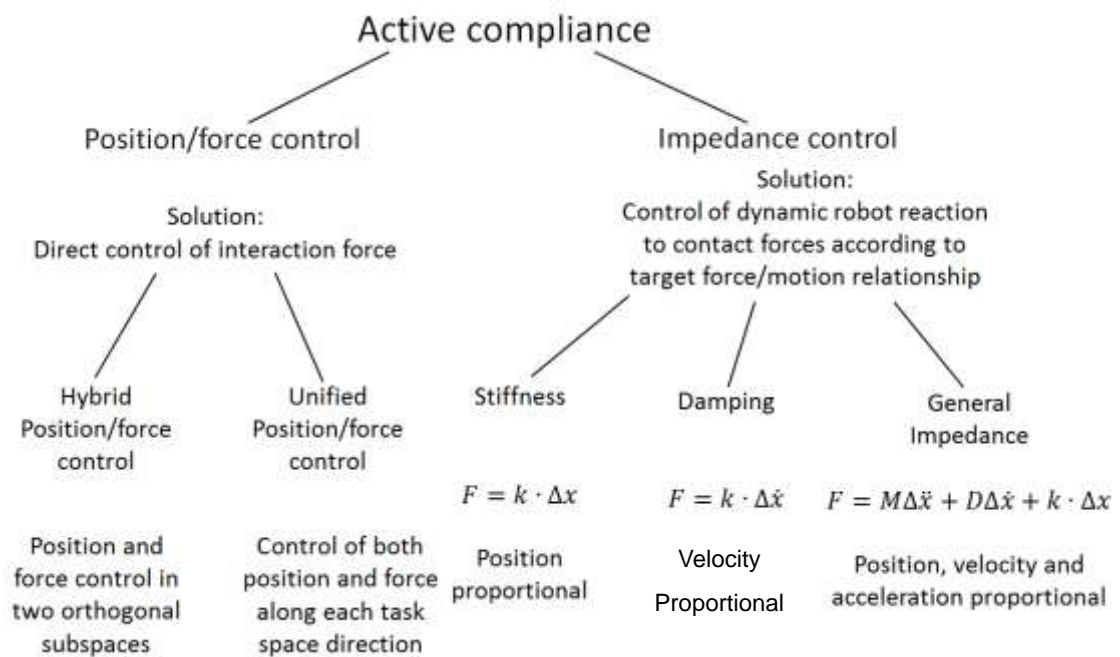 Active compliance
Position/force control
Impedance control
Solution:
Direct control of interaction force
Solution:
Control of dynamic robot reaction
to contact forces according to
target force/motion relationship
Hybrid
Position/force
control
Unified
Position/force
control
Stiffness
Damping
General
Impedance
F = k · Δx
F = k · Δẋ
F = MΔẍ + DΔẋ + k · Δx
Position and
force control in
two orthogonal
subspaces
Control of both
position and force
along each task
space direction
Position
proportional
Velocity
Proportional
Position, velocity and
acceleration proportional